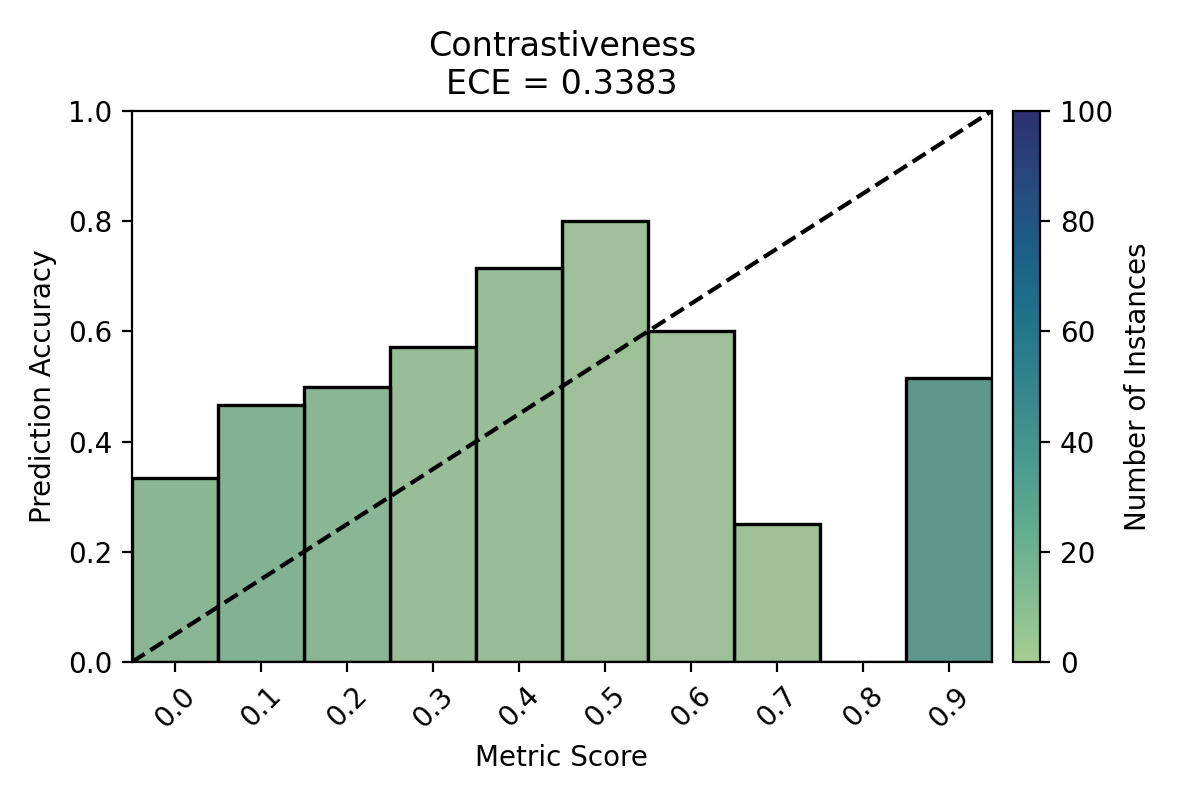 Contrastiveness
ECE = 0.3383
1.0
0.8
0.6
0.4
0.2
0.0
Prediction Accuracy
0.0 0.1 0.2 0.3 0.4 0.5 0.6 0.7 0.8 0.9
Metric Score
100
80
60
40
20
0
Number of Instances